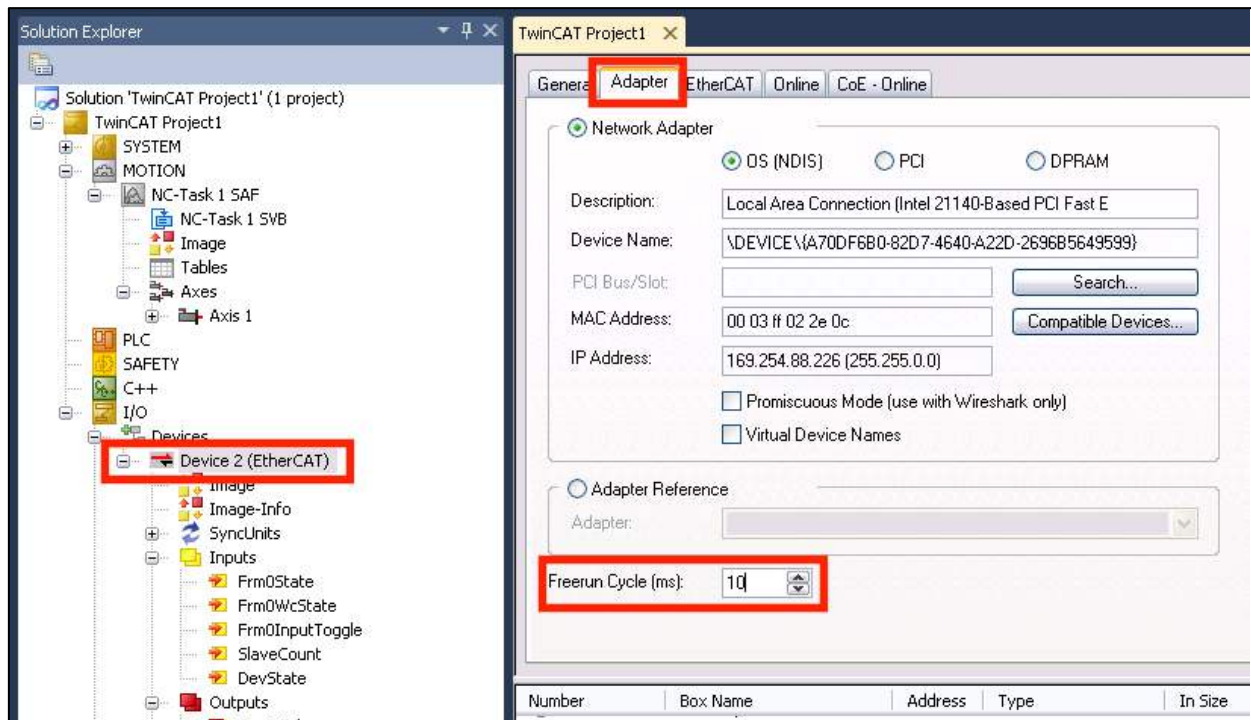 Solution Explorer
Solution 'TwinCAT Project1' (1 project)
TwinCAT Project1
SYSTEM
MOTION
NC-Task 1 SAF
NC-Task 1 SVB
Image
Tables
Axes
Axis 1
PLC
SAFETY
C++
I/O
Devices
Device 2 (EtherCAT)
Image
Image-Info
SyncUnits
Inputs
Frm0State
Frm0WcState
Frm0InputToggle
SlaveCount
DevState
Outputs
TwinCAT Project1
General Adapter EtherCAT Online CoE - Online
Network Adapter
OS (NDIS) PCI DPRAM
Description: Local Area Connection (Intel 21140-Based PCI Fast E
Device Name: \DEVICE\{A70DF6B0-82D7-4640-A22D-2696B5649599}
PCI Bus/Slot: Search...
MAC Address: 00 03 ff 02 2e 0c Compatible Devices...
IP Address: 169.254.88.226 (255.255.0.0)
Promiscuous Mode (use with Wireshark only)
Virtual Device Names
Adapter Reference
Adapter:
Freerun Cycle (ms): 10
Number Box Name Address Type In Size